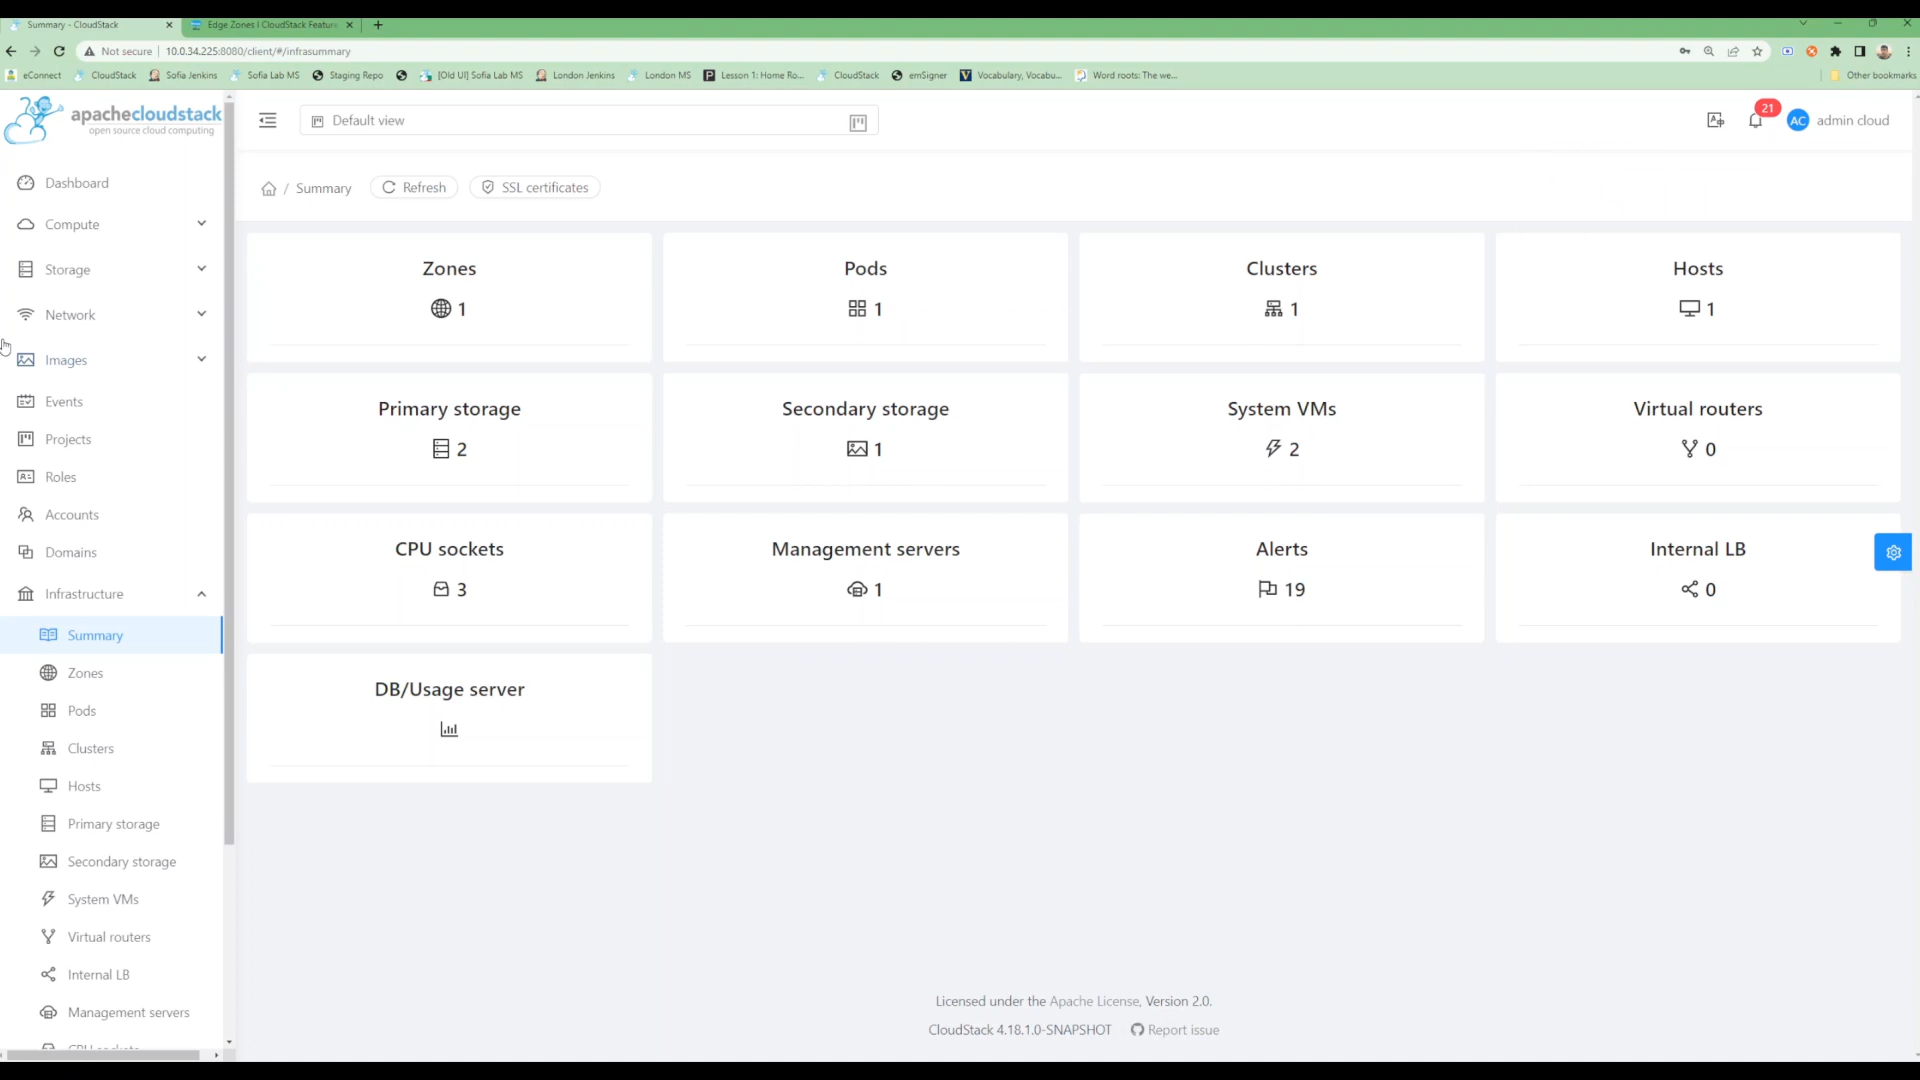 Summary - CloudStack
Edge Zones | CloudStack Feature
Not secure
10.0.34.225:8080/client/#/infrasummary
eConnect
CloudStack
Sofia Jenkins
Sofia Lab MS
Staging Repo
[Old UI] Sofia Lab MS
London Jenkins
London MS
Lesson 1: Home Ro...
CloudStack
emSigner
Vocabulary, Vocabu...
Word roots: The we...
Other bookmarks
apachecloudstack
open source cloud computing
Default view
21
AC
admin cloud
/ Summary
Refresh
SSL certificates
Dashboard
Compute
Storage
Network
Images
Events
Projects
Roles
Accounts
Domains
Infrastructure
Summary
Zones
Pods
Clusters
Hosts
Primary storage
Secondary storage
System VMs
Virtual routers
Internal LB
Management servers
CPU sockets
Zones
1
Pods
1
Clusters
1
Hosts
1
Primary storage
2
Secondary storage
1
System VMs
2
Virtual routers
0
CPU sockets
3
Management servers
1
Alerts
19
Internal LB
0
DB/Usage server
Licensed under the Apache License, Version 2.0.
CloudStack 4.18.1.0-SNAPSHOT
Report issue